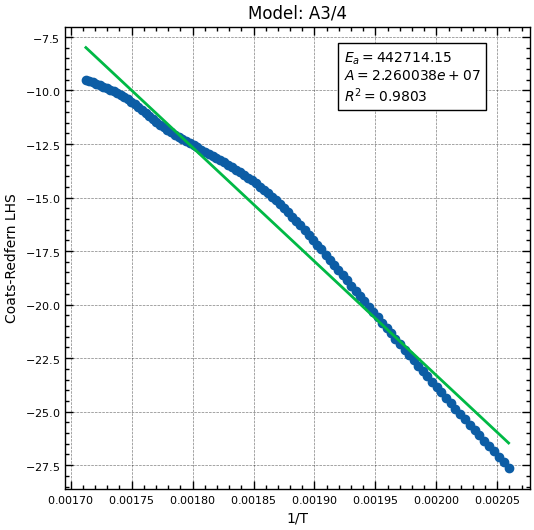 Model: A3/4
−7.5
−10.0
−12.5
−15.0
−17.5
−20.0
−22.5
−25.0
−27.5
Coats-Redfern LHS
E_a = 442714.15
A = 2.260038e + 07
R² = 0.9803
0.00170 0.00175 0.00180 0.00185 0.00190 0.00195 0.00200 0.00205
1/T